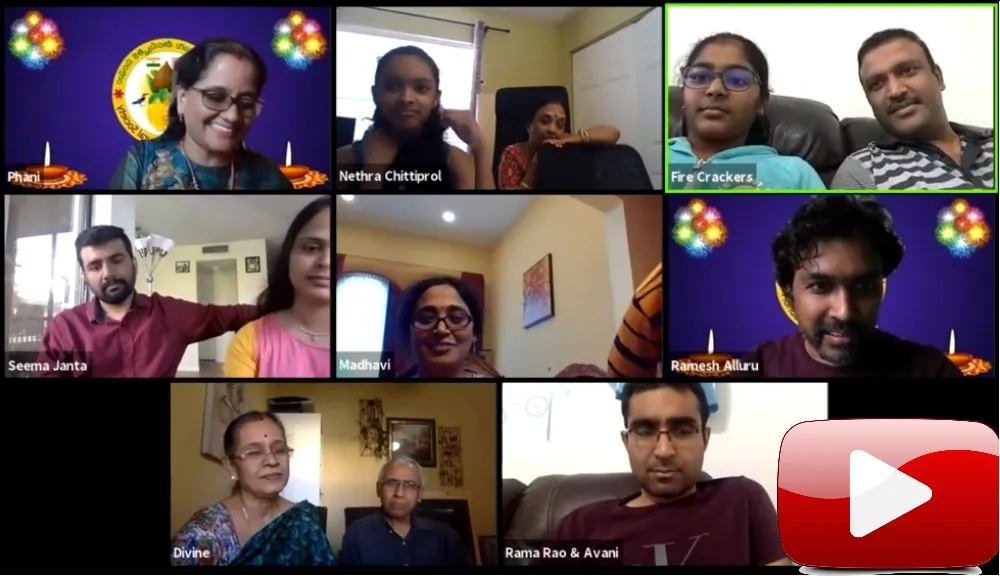 Phani
Nethra Chittiprol
Fire Crackers
Seema Janta
Madhavi
Ramesh Alluru
Divine
Rama Rao & Avani